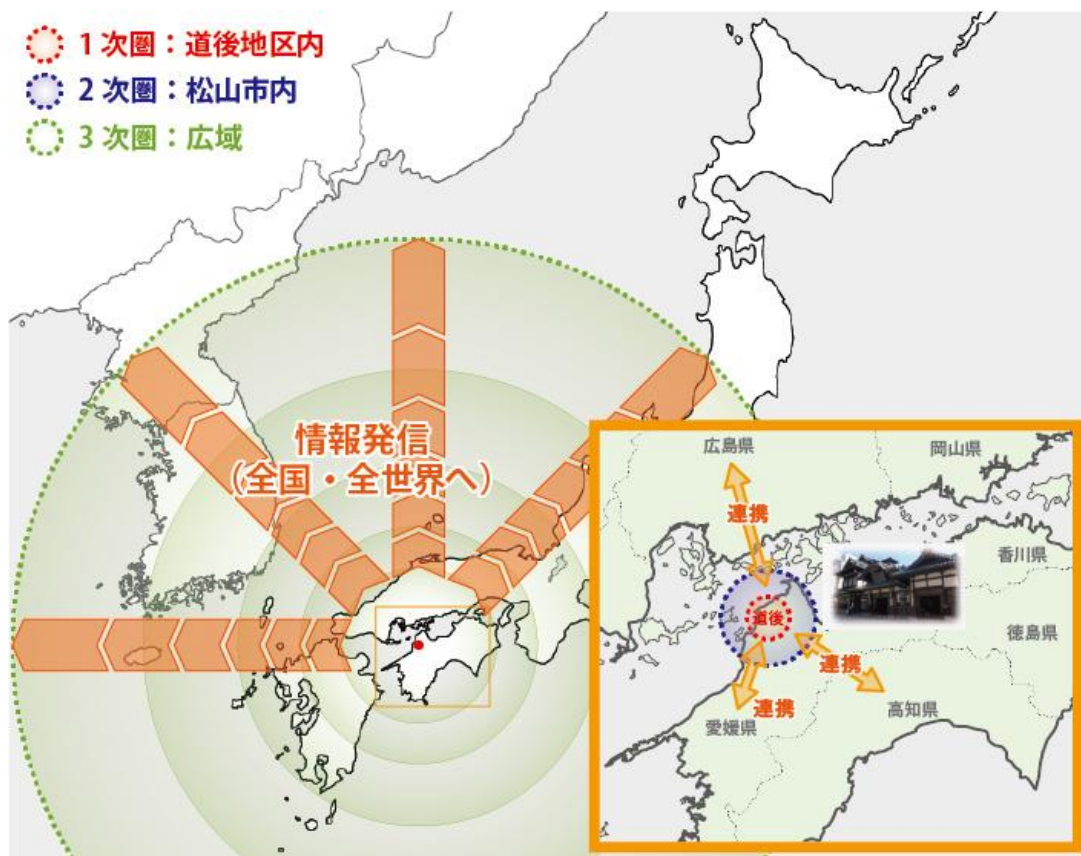 1次圏：道後地区内
2次圏：松山市内
3次圏：広域
情報発信
（全国・全世界へ）
広島県
岡山県
連携
香川県
道後
徳島県
連携
高知県
連携
愛媛県